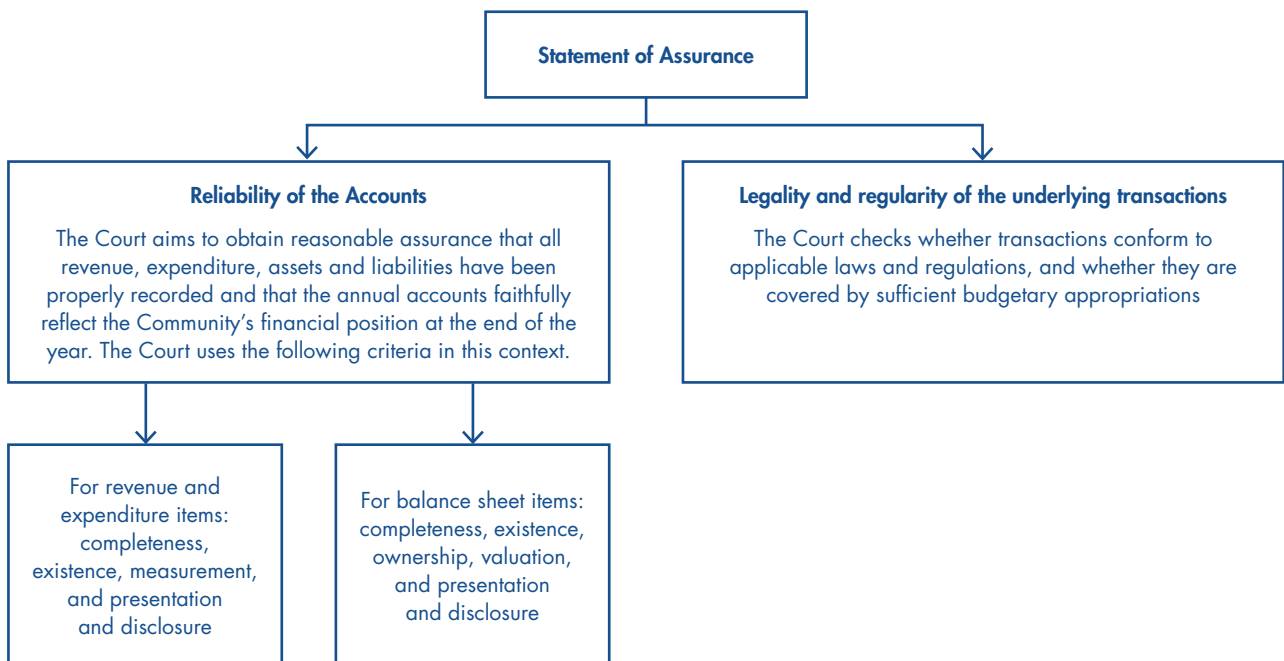 Statement of Assurance
Reliability of the Accounts
The Court aims to obtain reasonable assurance that all
revenue, expenditure, assets and liabilities have been
properly recorded and that the annual accounts faithfully
reflect the Community’s financial position at the end of the
year. The Court uses the following criteria in this context.
Legality and regularity of the underlying transactions
The Court checks whether transactions conform to
applicable laws and regulations, and whether they are
covered by sufficient budgetary appropriations
For revenue and
expenditure items:
completeness,
existence, measurement,
and presentation
and disclosure
For balance sheet items:
completeness, existence,
ownership, valuation,
and presentation
and disclosure